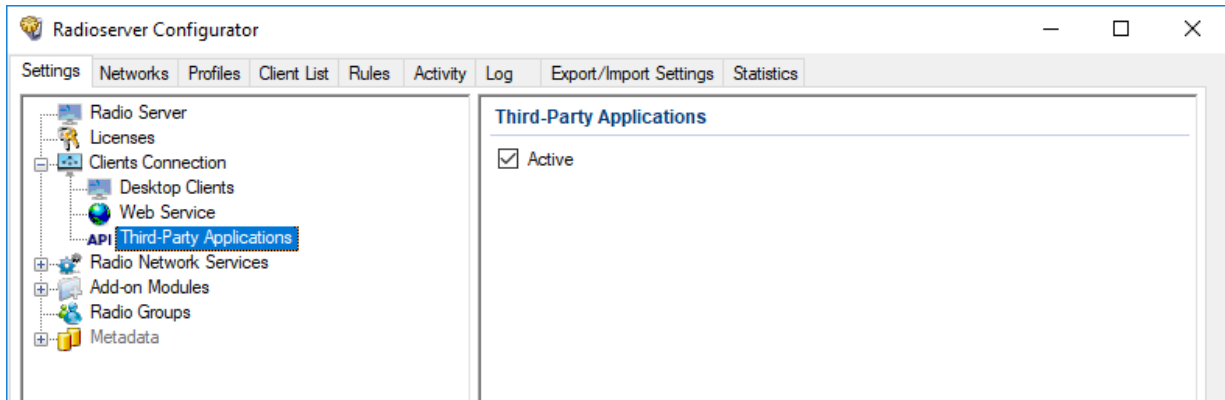 Radioserver Configurator
Settings Networks Profiles Client List Rules Activity Log Export/Import Settings Statistics
Radio Server
Licenses
Clients Connection
Desktop Clients
Web Service
API Third-Party Applications
Radio Network Services
Add-on Modules
Radio Groups
Metadata
Third-Party Applications
Active